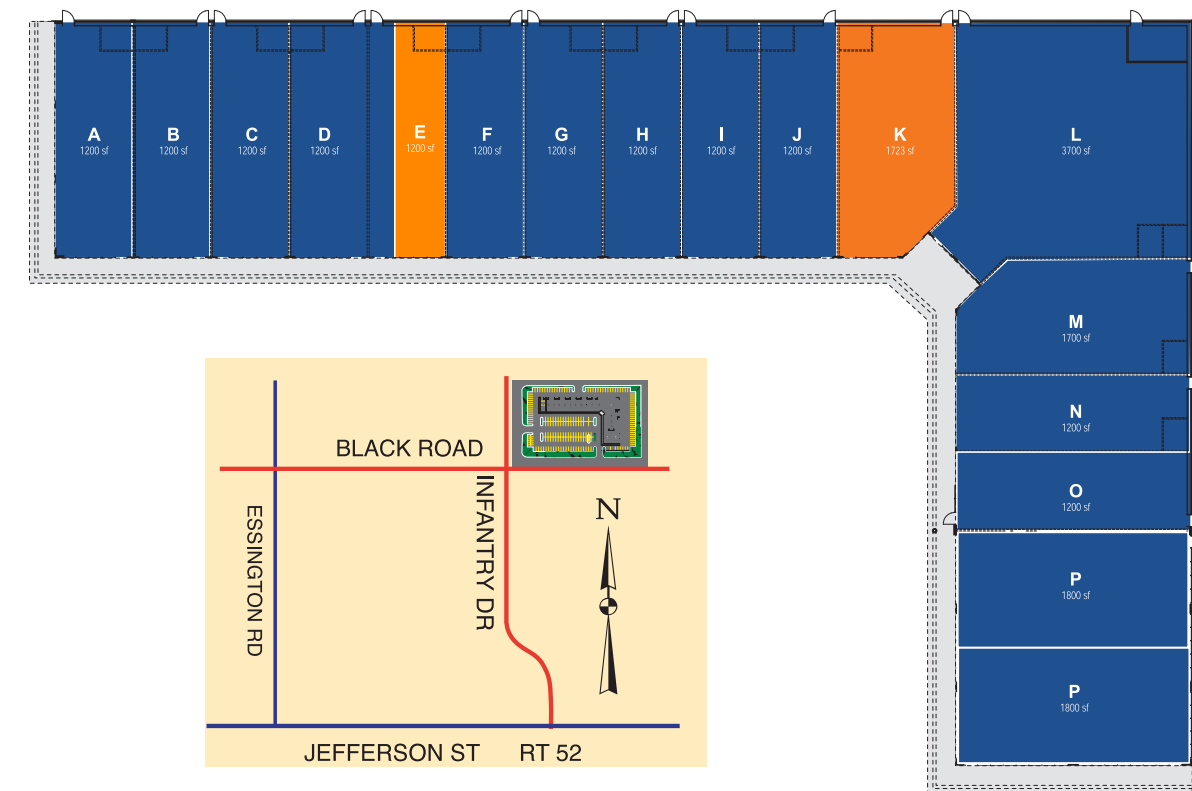 A
1200 sf
B
1200 sf
C
1200 sf
D
1200 sf
E
1200 sf
F
1200 sf
G
1200 sf
H
1200 sf
I
1200 sf
J
1200 sf
K
1723 sf
L
3700 sf
M
1700 sf
N
1200 sf
O
1200 sf
P
1800 sf
P
1800 sf
BLACK ROAD
ESSINGTON RD
INFANTRY DR
N
JEFFERSON ST RT 52